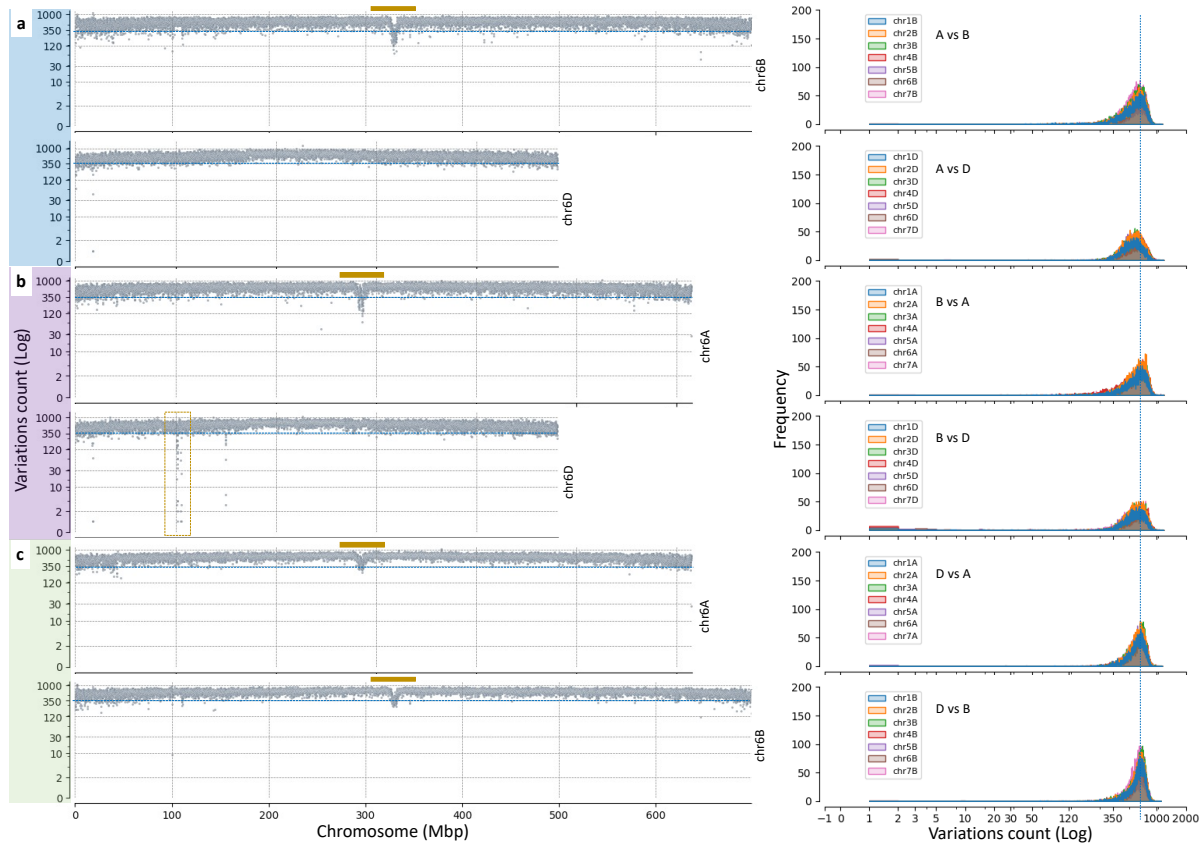 a
1000
350
120
30
10
2
0
chr6B
1000
350
120
30
10
2
0
chr6D
b
1000
350
120
30
10
2
0
chr6A
1000
350
120
30
10
2
0
chr6D
c
1000
350
120
30
10
2
0
chr6A
1000
350
120
30
10
2
0
chr6B
Variations count (Log)
0
100
200
300
400
500
600
Chromosome (Mbp)
200
150
100
50
0
chr1B
chr2B
chr3B
chr4B
chr5B
chr6B
chr7B
A vs B
200
150
100
50
0
chr1D
chr2D
chr3D
chr4D
chr5D
chr6D
chr7D
A vs D
200
150
100
50
0
chr1A
chr2A
chr3A
chr4A
chr5A
chr6A
chr7A
B vs A
200
150
100
50
0
chr1D
chr2D
chr3D
chr4D
chr5D
chr6D
chr7D
B vs D
200
150
100
50
0
chr1A
chr2A
chr3A
chr4A
chr5A
chr6A
chr7A
D vs A
200
150
100
50
0
chr1B
chr2B
chr3B
chr4B
chr5B
chr6B
chr7B
D vs B
Frequency
−1 0 1 2 3 5 10 20 30 50 120 350 1000 2000
Variations count (Log)